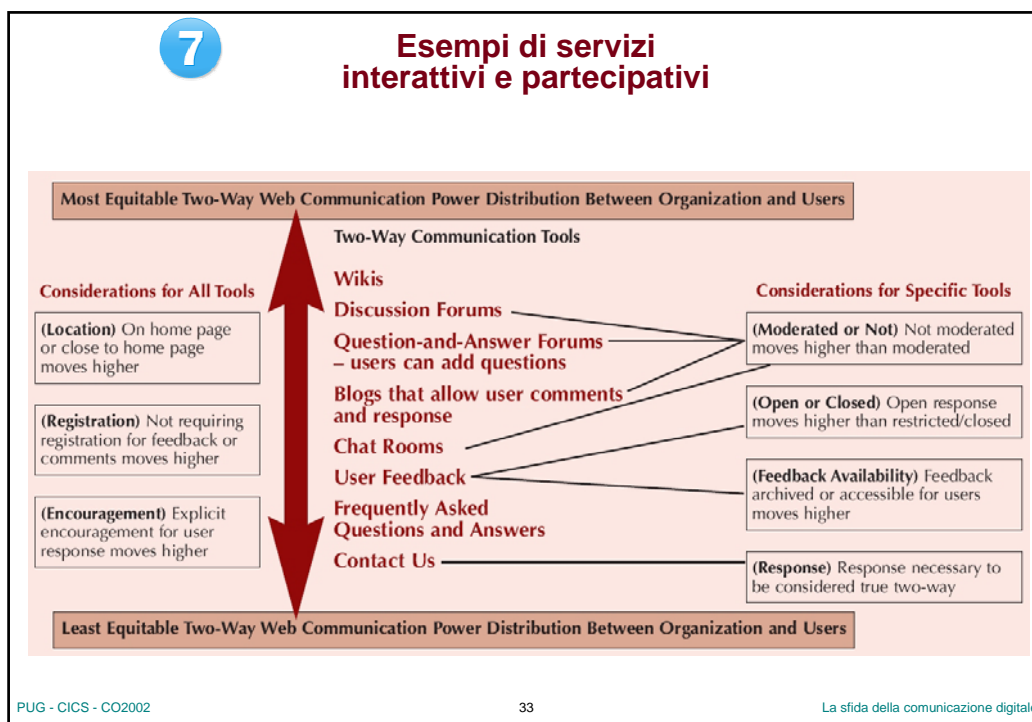 7
Esempi di servizi
interattivi e partecipativi
Most Equitable Two-Way Web Communication Power Distribution Between Organization and Users
Two-Way Communication Tools
Considerations for All Tools
(Location) On home page
or close to home page
moves higher
(Registration) Not requiring
registration for feedback or
comments moves higher
(Encouragement) Explicit
encouragement for user
response moves higher
Wikis
Discussion Forums
Question-and-Answer Forums
– users can add questions
Blogs that allow user comments
and response
Chat Rooms
User Feedback
Frequently Asked
Questions and Answers
Contact Us
Considerations for Specific Tools
(Moderated or Not) Not moderated
moves higher than moderated
(Open or Closed) Open response
moves higher than restricted/closed
(Feedback Availability) Feedback
archived or accessible for users
moves higher
(Response) Response necessary to
be considered true two-way
Least Equitable Two-Way Web Communication Power Distribution Between Organization and Users
PUG - CICS - CO2002
33
La sfida della comunicazione digitale